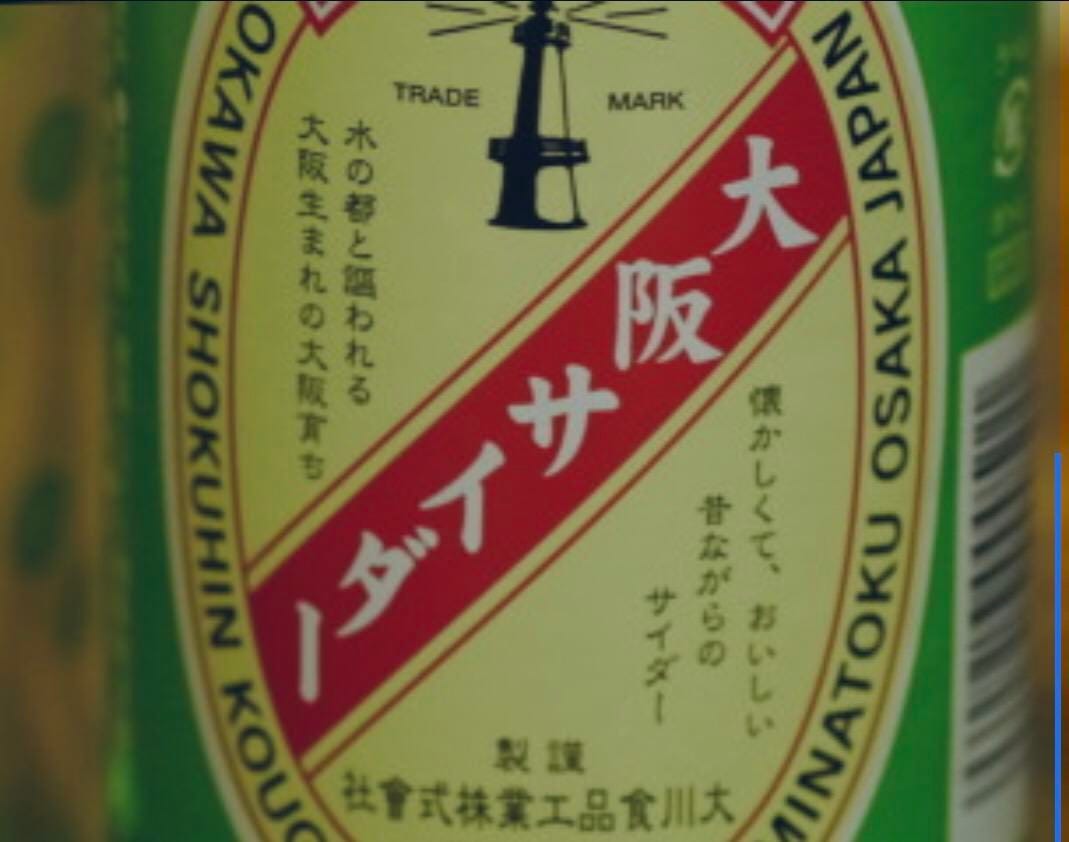 TRADE MARK
水の都と謳われる
大阪生まれの大阪育ち
大阪サイダー
懐かしくて、おいしい
昔ながらの
サイダー
謹製
大川食品工業株式會社
OKAWA SHOKUHIN KOUG
MINATOKU OSAKA JAPAN